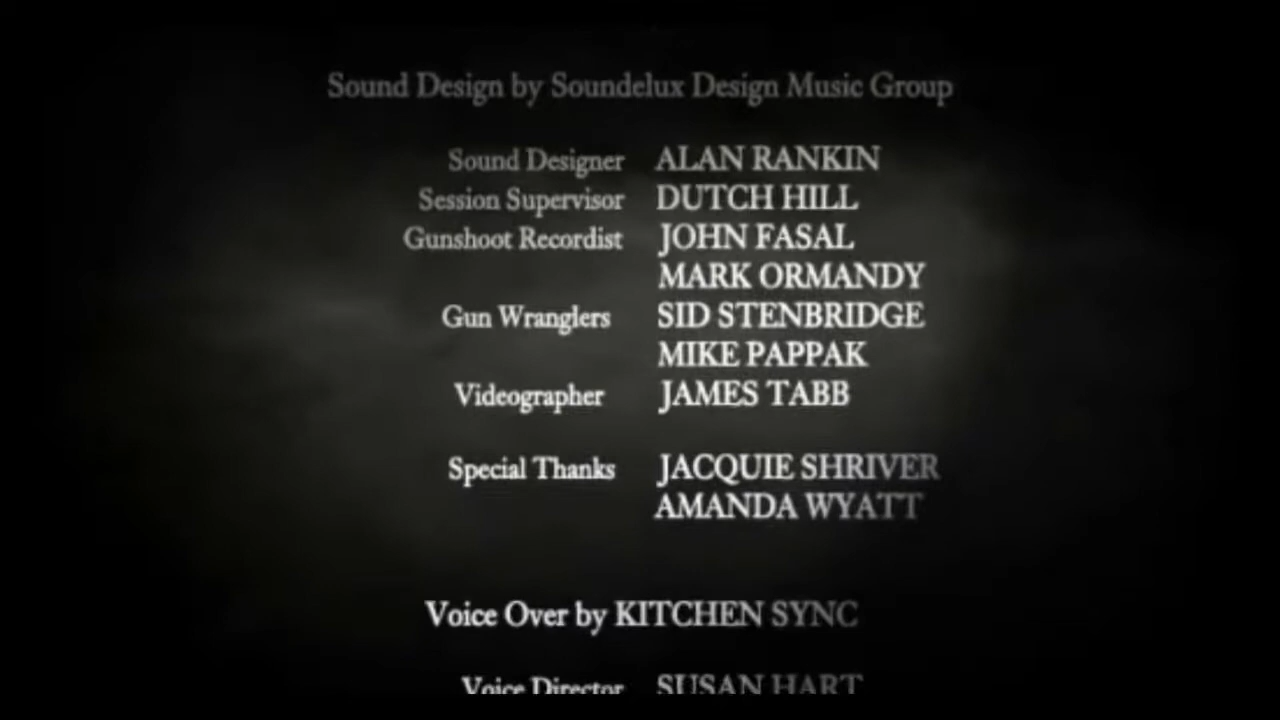 Sound Design by Soundelux Design Music Group
Sound Designer ALAN RANKIN
Session Supervisor DUTCH HILL
Gunshoot Recordist JOHN FASAL
MARK ORMANDY
Gun Wranglers SID STENBRIDGE
MIKE PAPPAK
Videographer JAMES TABB
Special Thanks JACQUIE SHRIVER
AMANDA WYATT
Voice Over by KITCHEN SYNC
Voice Director SUSAN HART